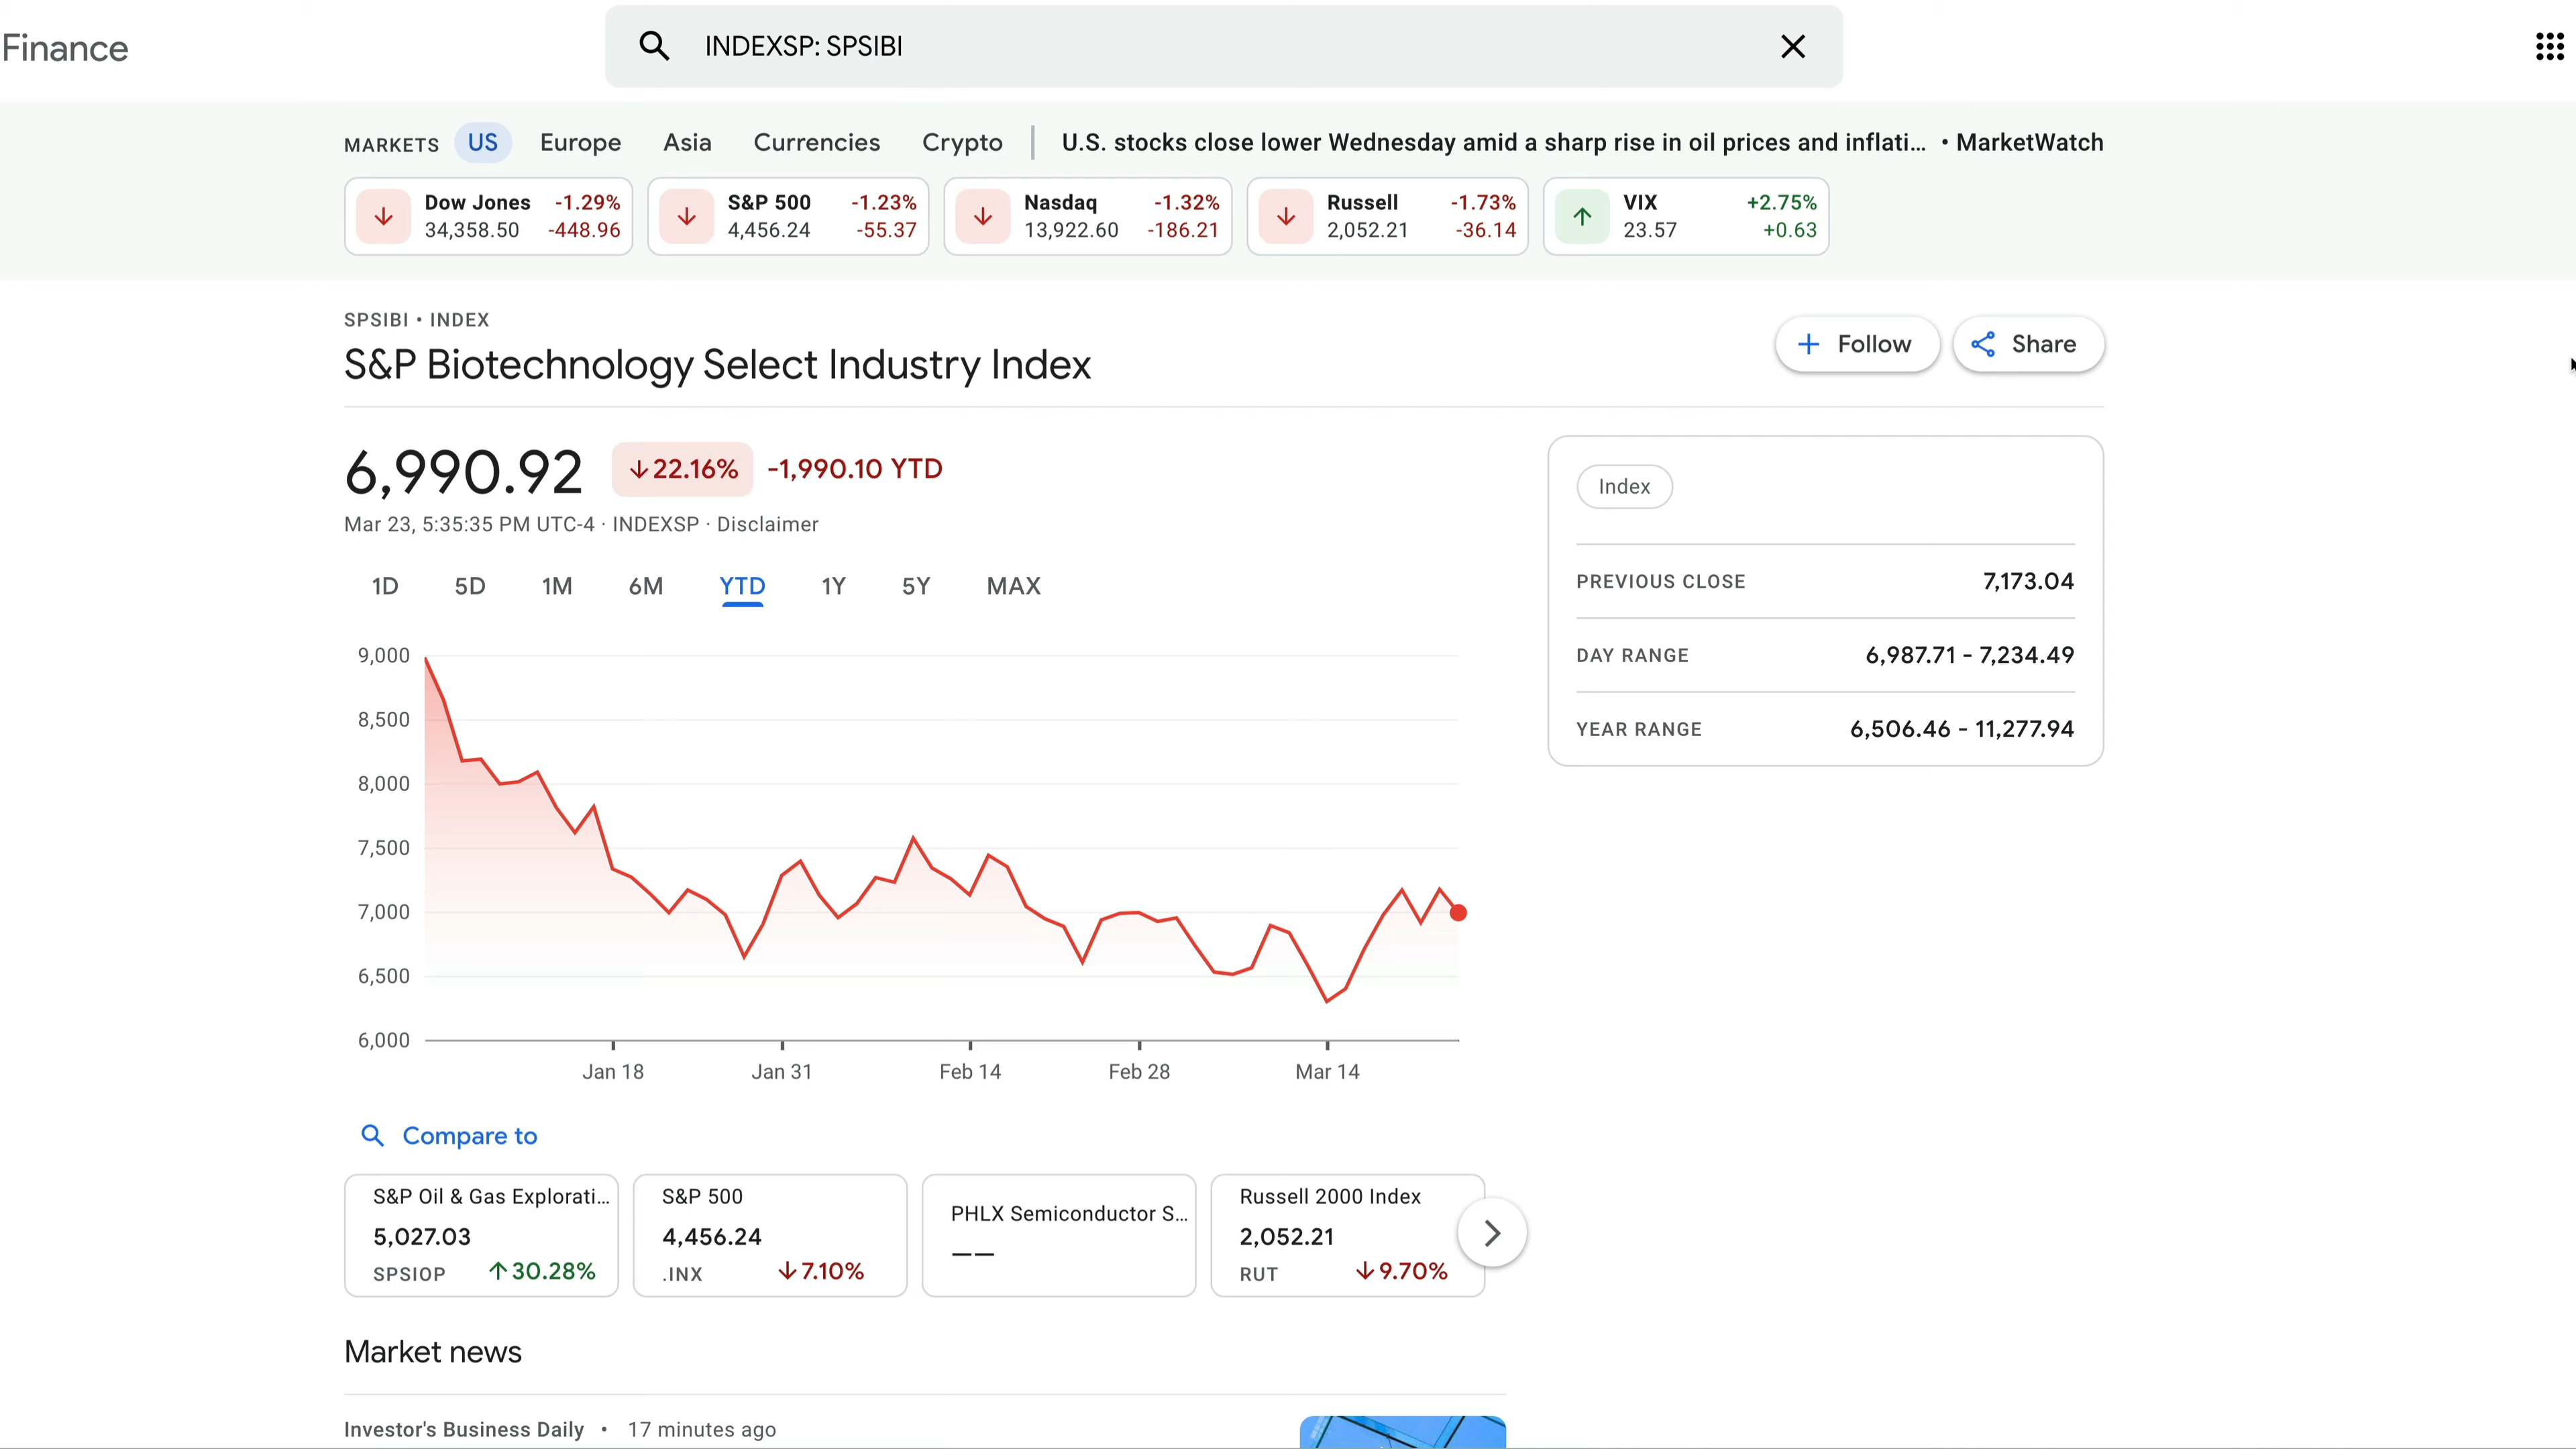 Finance
INDEXSP: SPSIBI
MARKETS US Europe Asia Currencies Crypto U.S. stocks close lower Wednesday amid a sharp rise in oil prices and inflati... • MarketWatch
Dow Jones -1.29% S&P 500 -1.23% Nasdaq -1.32% Russell -1.73% VIX +2.75%
34,358.50 -448.96 4,456.24 -55.37 13,922.60 -186.21 2,052.21 -36.14 23.57 +0.63
SPSIBI • INDEX
S&P Biotechnology Select Industry Index
Follow Share
6,990.92 ↓22.16% -1,990.10 YTD
Mar 23, 5:35:35 PM UTC-4 · INDEXSP · Disclaimer
1D 5D 1M 6M YTD 1Y 5Y MAX
9,000
8,500
8,000
7,500
7,000
6,500
6,000
Jan 18 Jan 31 Feb 14 Feb 28 Mar 14
Index
PREVIOUS CLOSE 7,173.04
DAY RANGE 6,987.71 - 7,234.49
YEAR RANGE 6,506.46 - 11,277.94
Compare to
S&P Oil & Gas Explorati...
5,027.03
SPSIOP ↑30.28%
S&P 500
4,456.24
.INX ↓7.10%
PHLX Semiconductor S...
——
Russell 2000 Index
2,052.21
RUT ↓9.70%
Market news
Investor's Business Daily • 17 minutes ago